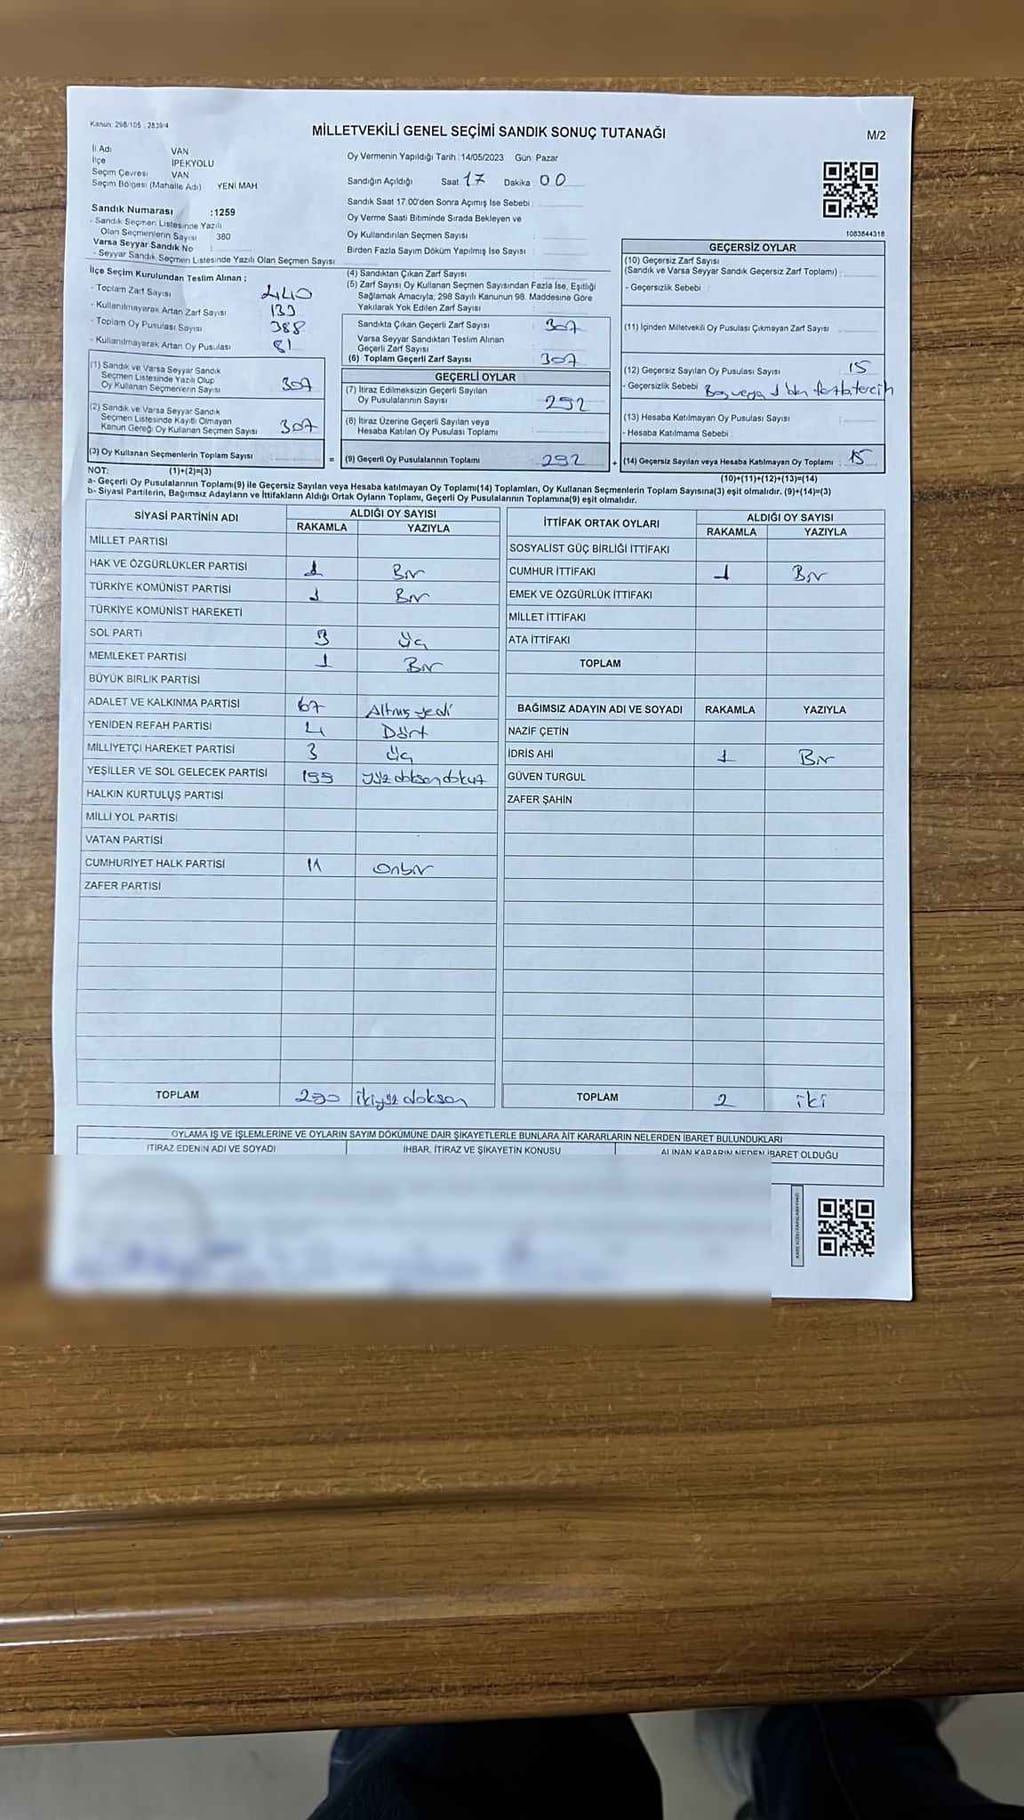 Kanun: 298/105 : 2839/4
MİLLETVEKİLİ GENEL SEÇİMİ SANDIK SONUÇ TUTANAĞI
M/2
İl Adı VAN
İlçe İPEKYOLU
Seçim Çevresi VAN
Seçim Bölgesi (Mahalle Adı) YENİ MAH
Sandık Numarası :1259
- Sandık Seçmen Listesinde Yazılı
Olan Seçmenlerin Sayısı 380
Varsa Seyyar Sandık No
- Seyyar Sandık Seçmen Listesinde Yazılı Olan Seçmen Sayısı
İlçe Seçim Kurulundan Teslim Alınan ;
- Toplam Zarf Sayısı 440
- Kullanılmayarak Artan Zarf Sayısı 133
- Toplam Oy Pusulası Sayısı 388
- Kullanılmayarak Artan Oy Pusulası 81
(1) Sandık ve Varsa Seyyar Sandık
Seçmen Listesinde Yazılı Olup
Oy Kullanan Seçmenlerin Sayısı 307
(2) Sandık ve Varsa Seyyar Sandık
Seçmen Listesinde Kayıtlı Olmayan
Kanun Gereği Oy Kullanan Seçmen Sayısı 307
(3) Oy Kullanan Seçmenlerin Toplam Sayısı
Oy Vermenin Yapıldığı Tarih : 14/05/2023 Gün Pazar
Sandığın Açıldığı Saat 17 Dakika 00
Sandık Saat 17.00'den Sonra Açılmış İse Sebebi
Oy Verme Saati Bitiminde Sırada Bekleyen ve
Oy Kullandırılan Seçmen Sayısı
Birden Fazla Sayım Döküm Yapılmış İse Sayısı
(4) Sandıktan Çıkan Zarf Sayısı
(5) Zarf Sayısı Oy Kullanan Seçmen Sayısından Fazla İse, Eşitliği
Sağlamak Amacıyla, 298 Sayılı Kanunun 98. Maddesine Göre
Yakılarak Yok Edilen Zarf Sayısı
Sandıkta Çıkan Geçerli Zarf Sayısı 307
Varsa Seyyar Sandıktan Teslim Alınan
Geçerli Zarf Sayısı
(6) Toplam Geçerli Zarf Sayısı 307
GEÇERLİ OYLAR
(7) İtiraz Edilmeksizin Geçerli Sayılan
Oy Pusulalarının Sayısı 292
(8) İtiraz Üzerine Geçerli Sayılan veya
Hesaba Katılan Oy Pusulası Toplamı
= (9) Geçerli Oy Pusulalarının Toplamı 292
1083844318
GEÇERSİZ OYLAR
(10) Geçersiz Zarf Sayısı
(Sandık ve Varsa Seyyar Sandık Geçersiz Zarf Toplamı) :
- Geçersizlik Sebebi
(11) İçinden Milletvekili Oy Pusulası Çıkmayan Zarf Sayısı
(12) Geçersiz Sayılan Oy Pusulası Sayısı 15
- Geçersizlik Sebebi Boş veya 1'den fazla tercih
(13) Hesaba Katılmayan Oy Pusulası Sayısı
- Hesaba Katılmama Sebebi
+ (14) Geçersiz Sayılan veya Hesaba Katılmayan Oy Toplamı 15
NOT: (1)+(2)=(3) (10)+(11)+(12)+(13)=(14)
a- Geçerli Oy Pusulalarının Toplam(9) ile Geçersiz Sayılan veya Hesaba katılmayan Oy Toplamı(14) Toplamları, Oy Kullanan Seçmenlerin Toplam Sayısına(3) eşit olmalıdır. (9)+(14)=(3)
b- Siyasi Partilerin, Bağımsız Adayların ve İttifakların Aldığı Ortak Oyların Toplamı, Geçerli Oy Pusulalarının Toplamına(9) eşit olmalıdır.
SİYASİ PARTİNİN ADI ALDIĞI OY SAYISI
RAKAMLA YAZIYLA
MİLLET PARTİSİ
HAK VE ÖZGÜRLÜKLER PARTİSİ 1 Bir
TÜRKİYE KOMÜNİST PARTİSİ 1 Bir
TÜRKİYE KOMÜNİST HAREKETİ
SOL PARTİ 3 Üç
MEMLEKET PARTİSİ 1 Bir
BÜYÜK BİRLİK PARTİSİ
ADALET VE KALKINMA PARTİSİ 67 Altmış yedi
YENİDEN REFAH PARTİSİ 4 Dört
MİLLİYETÇİ HAREKET PARTİSİ 3 Üç
YEŞİLLER VE SOL GELECEK PARTİSİ 199 yüz doksan dokuz
HALKIN KURTULUŞ PARTİSİ
MİLLİ YOL PARTİSİ
VATAN PARTİSİ
CUMHURİYET HALK PARTİSİ 11 Onbir
ZAFER PARTİSİ
TOPLAM 290 ikiyüz doksan
İTTİFAK ORTAK OYLARI ALDIĞI OY SAYISI
RAKAMLA YAZIYLA
SOSYALİST GÜÇ BİRLİĞİ İTTİFAKI
CUMHUR İTTİFAKI 1 Bir
EMEK VE ÖZGÜRLÜK İTTİFAKI
MİLLET İTTİFAKI
ATA İTTİFAKI
TOPLAM
BAĞIMSIZ ADAYIN ADI VE SOYADI RAKAMLA YAZIYLA
NAZİF ÇETİN
İDRİS AHİ 1 Bir
GÜVEN TURGUL
ZAFER ŞAHİN
TOPLAM 2 iki
OYLAMA İŞ VE İŞLEMLERİNE VE OYLARIN SAYIM DÖKÜMÜNE DAİR ŞİKAYETLERLE BUNLARA AİT KARARLARIN NELERDEN İBARET BULUNDUKLARI
İTİRAZ EDENİN ADI VE SOYADI İHBAR, İTİRAZ VE ŞİKAYETİN KONUSU ALINAN KARARIN NEDEN İBARET OLDUĞU